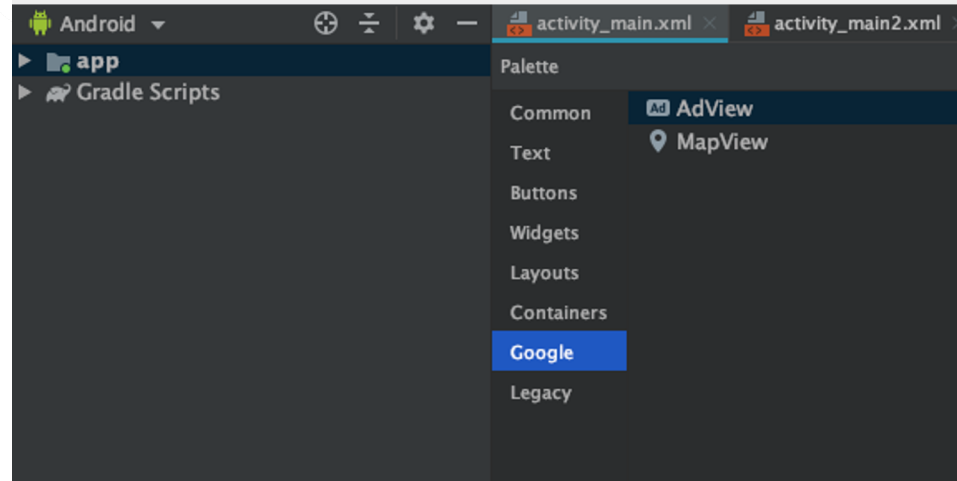 Android
app
Gradle Scripts
activity_main.xml
activity_main2.xml
Palette
Common
Text
Buttons
Widgets
Layouts
Containers
Google
Legacy
Ad AdView
MapView